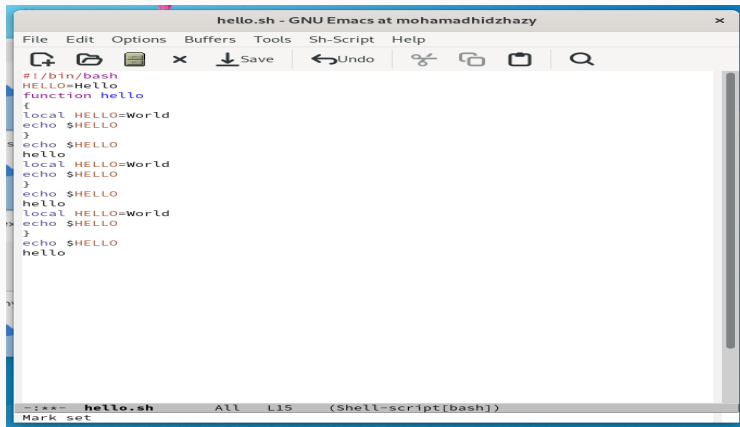 hello.sh - GNU Emacs at mohamadhidzhazy
File Edit Options Buffers Tools Sh-Script Help
Save Undo
#!/bin/bash
HELLO=Hello
function hello
{
local HELLO=World
echo $HELLO
}
echo $HELLO
hello
local HELLO=World
echo $HELLO
}
echo $HELLO
hello
local HELLO=World
echo $HELLO
}
echo $HELLO
hello
-:**- hello.sh All L15 (Shell-script[bash])
Mark set